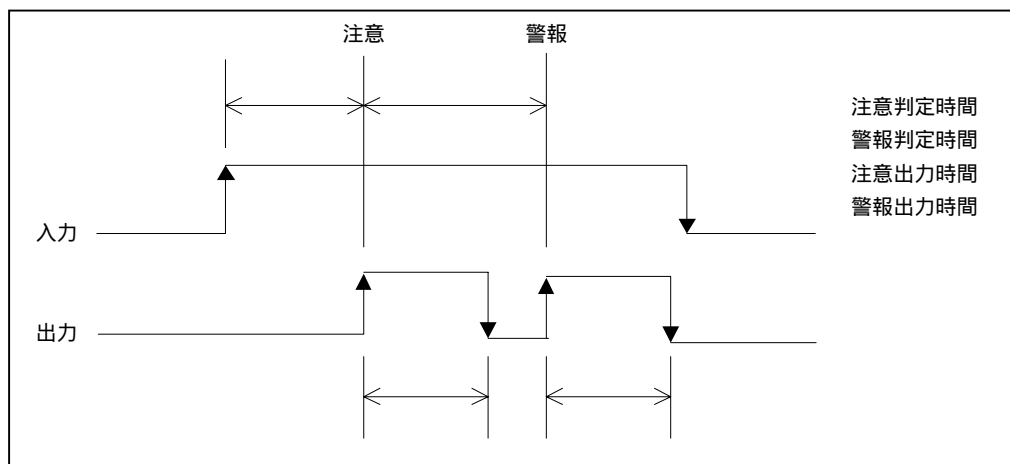 注意 警報
注意判定時間
警報判定時間
注意出力時間
警報出力時間
入力
出力